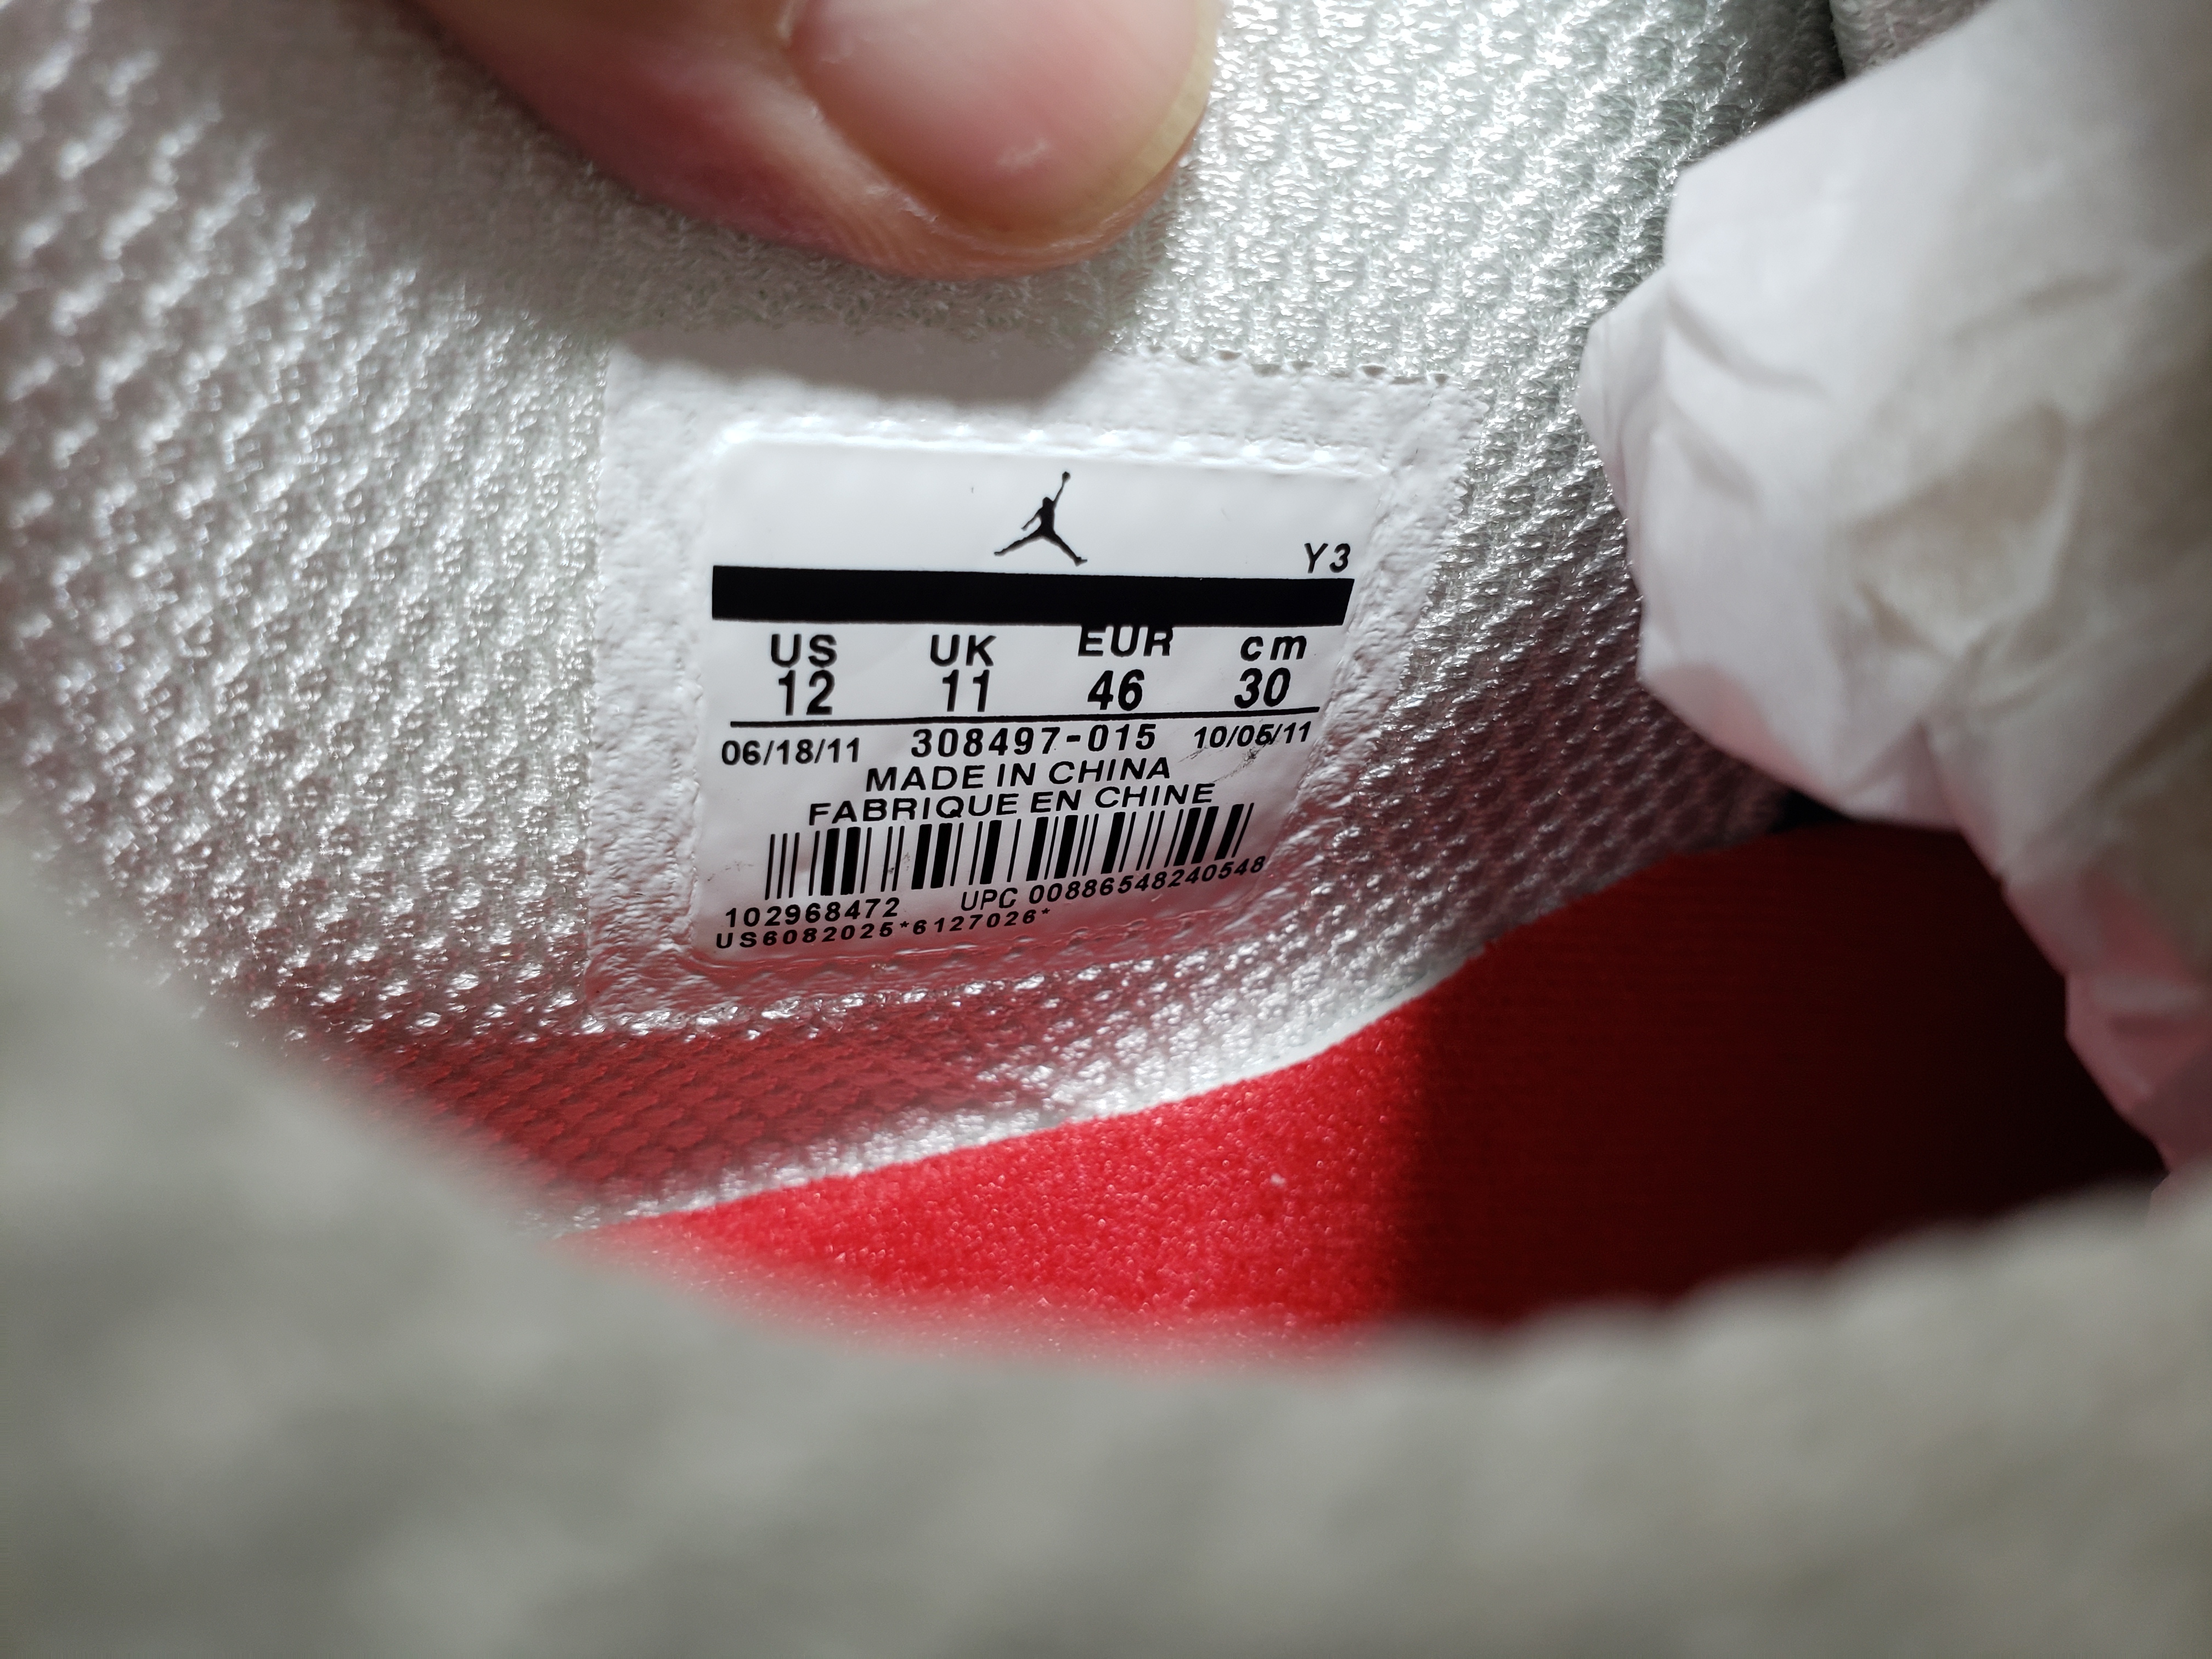 Y3
US UK EUR cm
12 11 46 30
06/18/11 308497-015 10/05/11
MADE IN CHINA
FABRIQUE EN CHINE
102968472 UPC 00886548240548
US6082025*6127026*